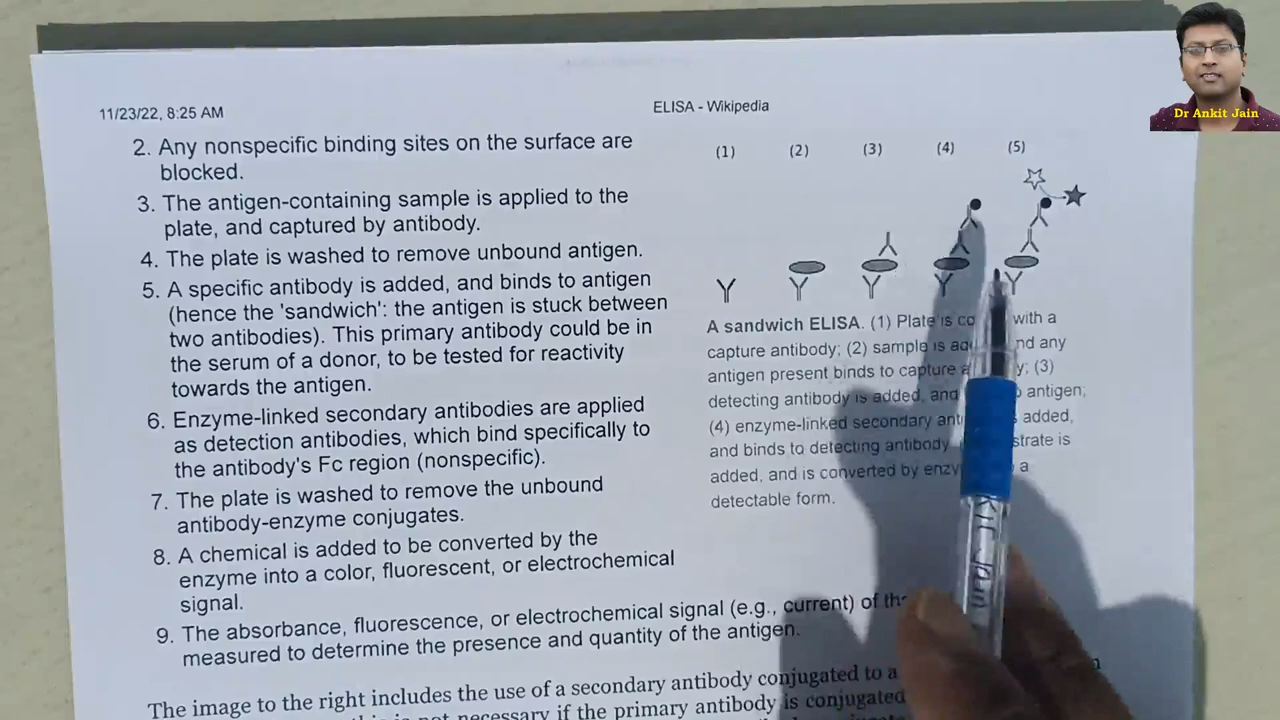 11/23/22, 8:25 AM
ELISA - Wikipedia
Dr Ankit Jain
2. Any nonspecific binding sites on the surface are
blocked.
3. The antigen-containing sample is applied to the
plate, and captured by antibody.
4. The plate is washed to remove unbound antigen.
5. A specific antibody is added, and binds to antigen
(hence the 'sandwich': the antigen is stuck between
two antibodies). This primary antibody could be in
the serum of a donor, to be tested for reactivity
towards the antigen.
6. Enzyme-linked secondary antibodies are applied
as detection antibodies, which bind specifically to
the antibody's Fc region (nonspecific).
7. The plate is washed to remove the unbound
antibody-enzyme conjugates.
8. A chemical is added to be converted by the
enzyme into a color, fluorescent, or electrochemical
signal.
9. The absorbance, fluorescence, or electrochemical signal (e.g., current) of
measured to determine the presence and quantity of the antigen.
The image to the right includes the use of a secondary antibody conjugated to a
not necessary if the primary antibody is conjugated
(1) (2) (3) (4) (5)
A sandwich ELISA. (1) Plate is with a
capture antibody; (2) sample is any
antigen present binds to capture (3)
detecting antibody is added, and antigen;
(4) enzyme-linked secondary added,
and binds to detecting antibody is
added, and is converted by a
detectable form.